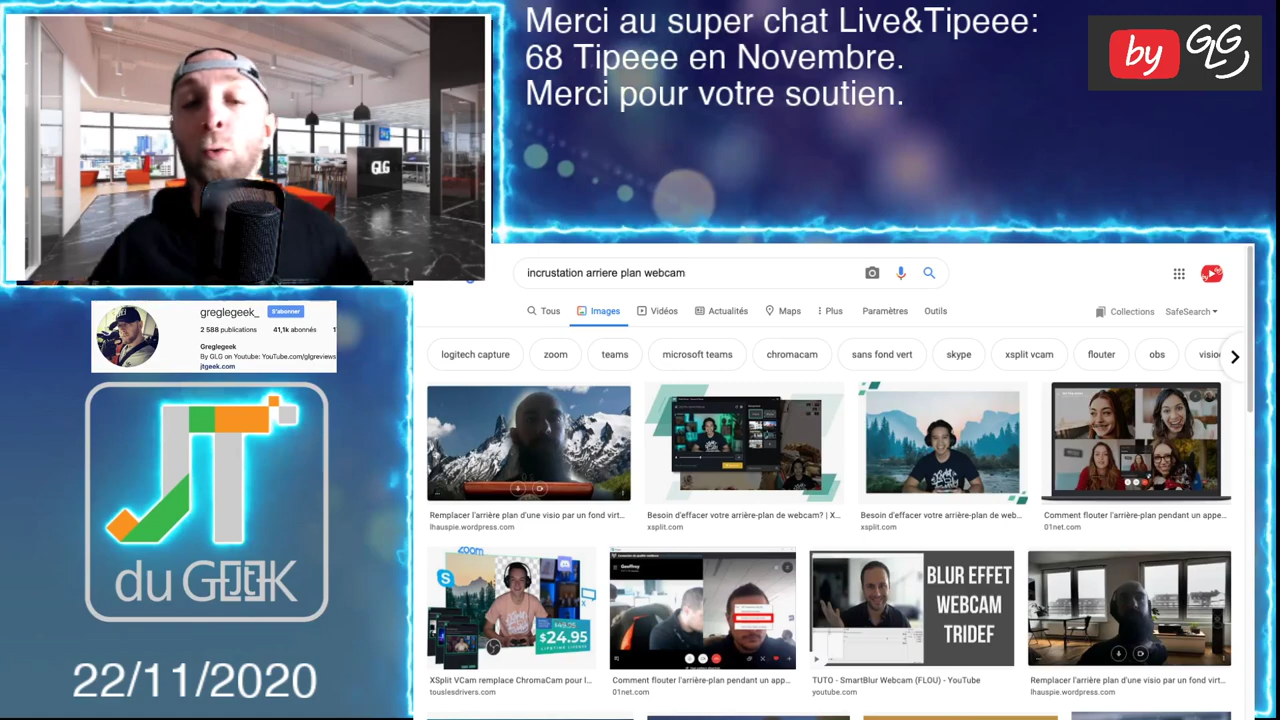 Merci au super chat Live&Tipeee:
68 Tipeee en Novembre.
Merci pour votre soutien.
by GLG
GLG
greglegeek_ S'abonner
2 588 publications 41,1k abonnés 1
Greglegeek
By GLG on Youtube: YouTube.com/glgreviews
jtgeek.com
JT
du GEEK
22/11/2020
incrustation arriere plan webcam
Tous Images Vidéos Actualités Maps Plus Paramètres Outils Collections SafeSearch
logitech capture zoom teams microsoft teams chromacam sans fond vert skype xsplit vcam flouter obs visio
Remplacer l'arrière plan d'une visio par un fond virt...
lhauspie.wordpress.com
Besoin d'effacer votre arrière-plan de webcam? | X...
xsplit.com
Besoin d'effacer votre arrière-plan de web...
xsplit.com
Comment flouter l'arrière-plan pendant un appe...
01net.com
zoom
$24.95
LIFETIME LICENSE
XSplit VCam remplace ChromaCam pour l...
touslesdrivers.com
Geoffrey
Comment flouter l'arrière-plan pendant un app...
01net.com
BLUR EFFET
WEBCAM
TRIDEF
TUTO - SmartBlur Webcam (FLOU) - YouTube
youtube.com
Remplacer l'arrière plan d'une visio par un fond virt...
lhauspie.wordpress.com